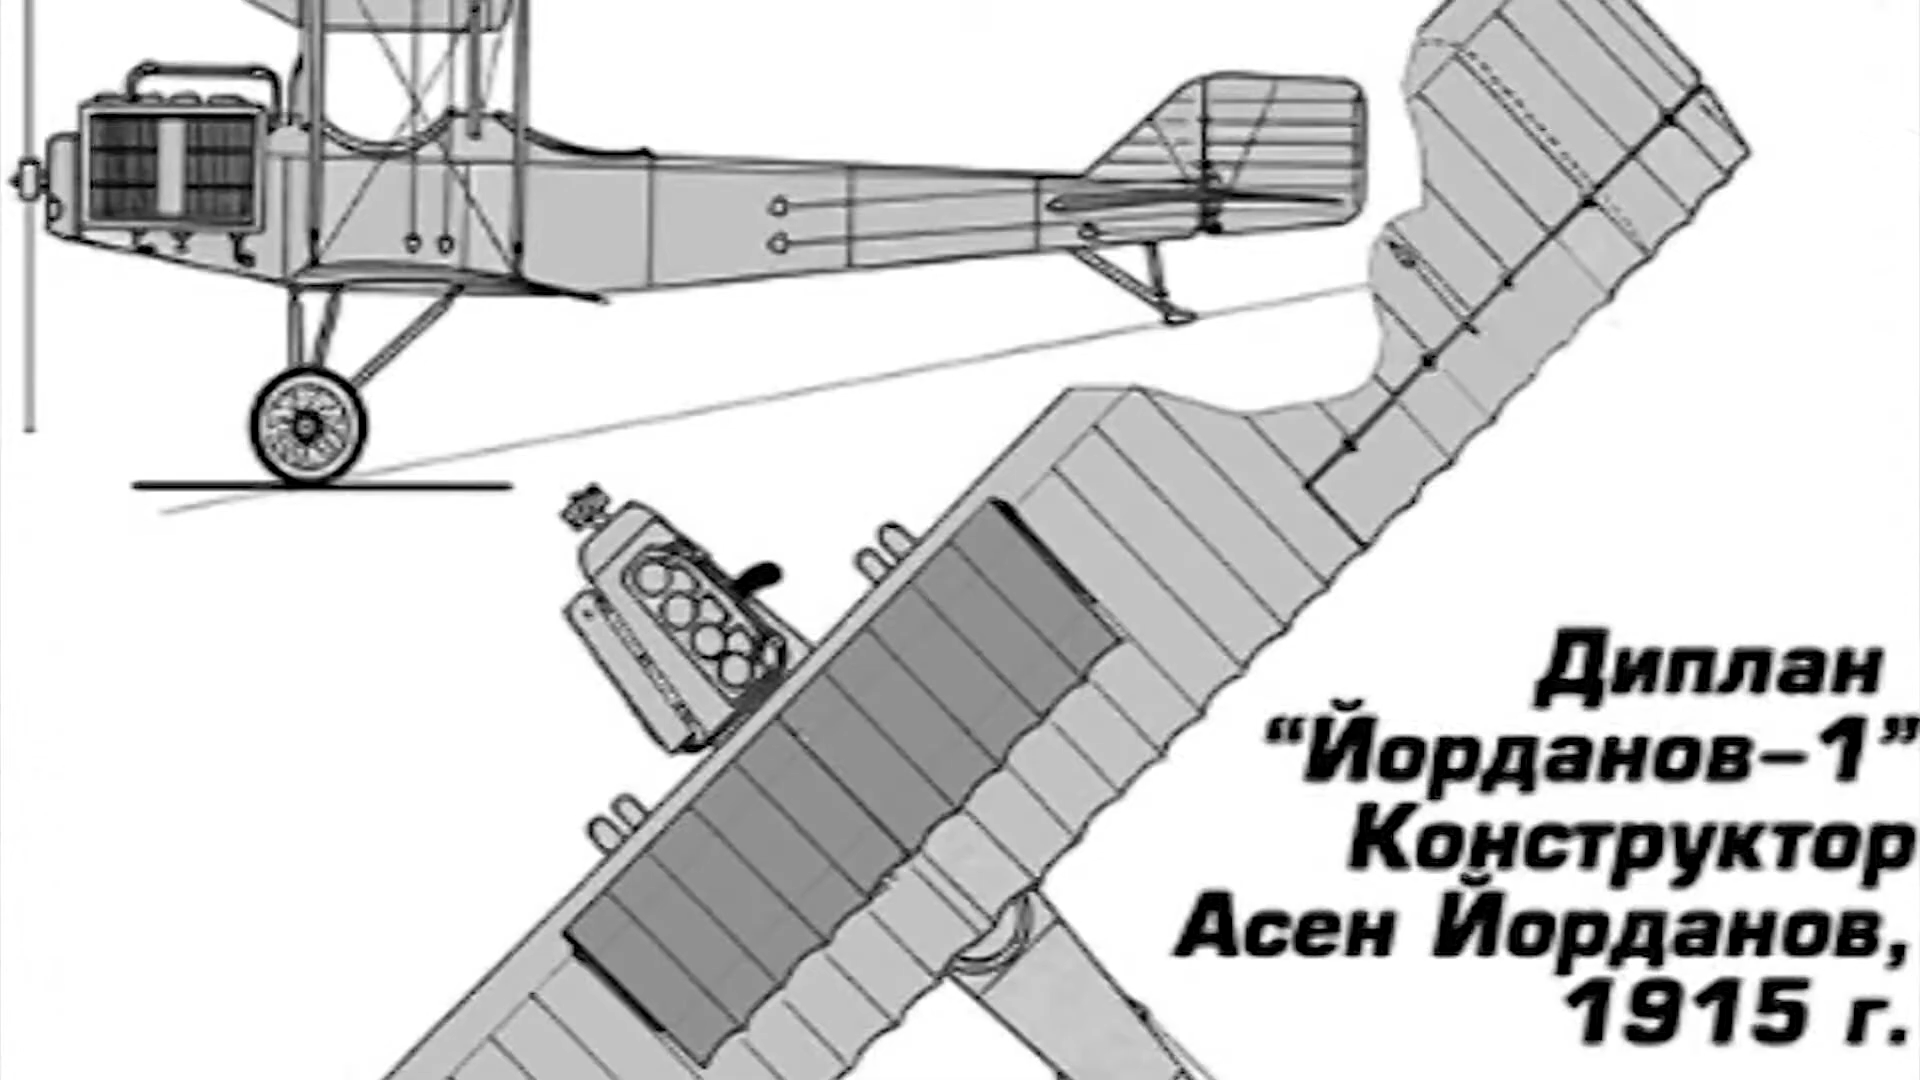 Диплан
“Йорданов-1”
Конструктор
Асен Йорданов,
1915 г.